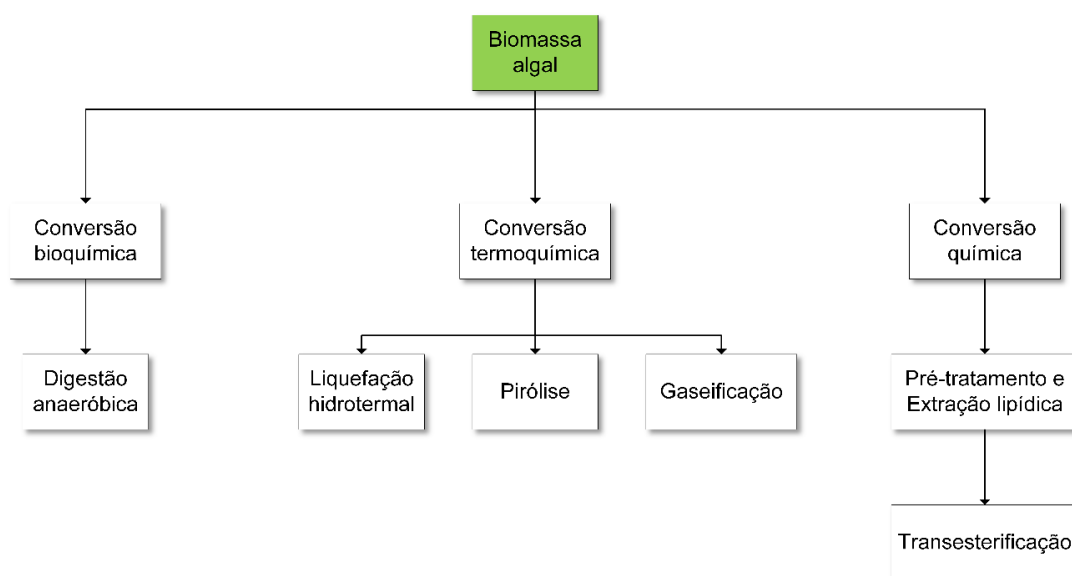 Biomassa
algal
Conversão
bioquímica
Conversão
termoquímica
Conversão
química
Digestão
anaeróbica
Liquefação
hidrotermal
Pirólise
Gaseificação
Pré-tratamento e
Extração lipídica
Transesterificação